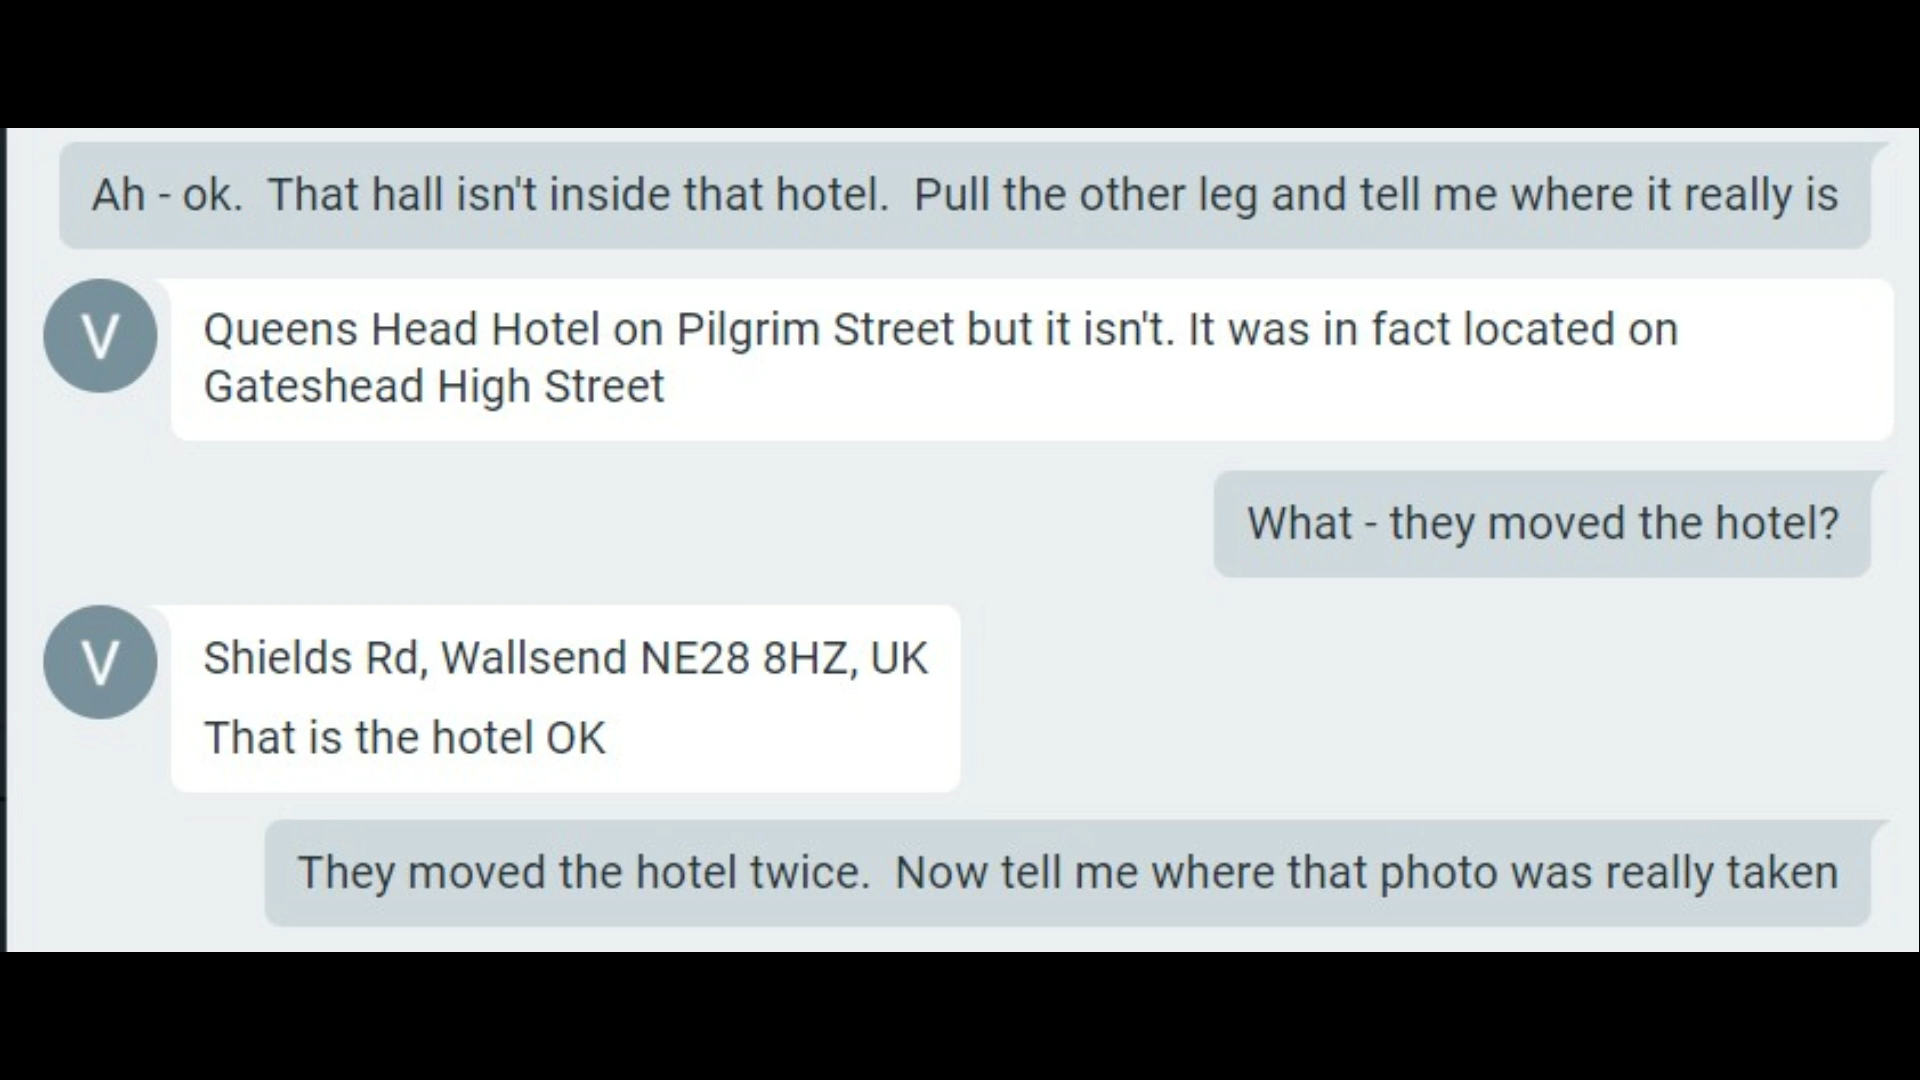 Ah - ok.  That hall isn't inside that hotel.  Pull the other leg and tell me where it really is
V
Queens Head Hotel on Pilgrim Street but it isn't. It was in fact located on
Gateshead High Street
What - they moved the hotel?
V
Shields Rd, Wallsend NE28 8HZ, UK
That is the hotel OK
They moved the hotel twice.  Now tell me where that photo was really taken